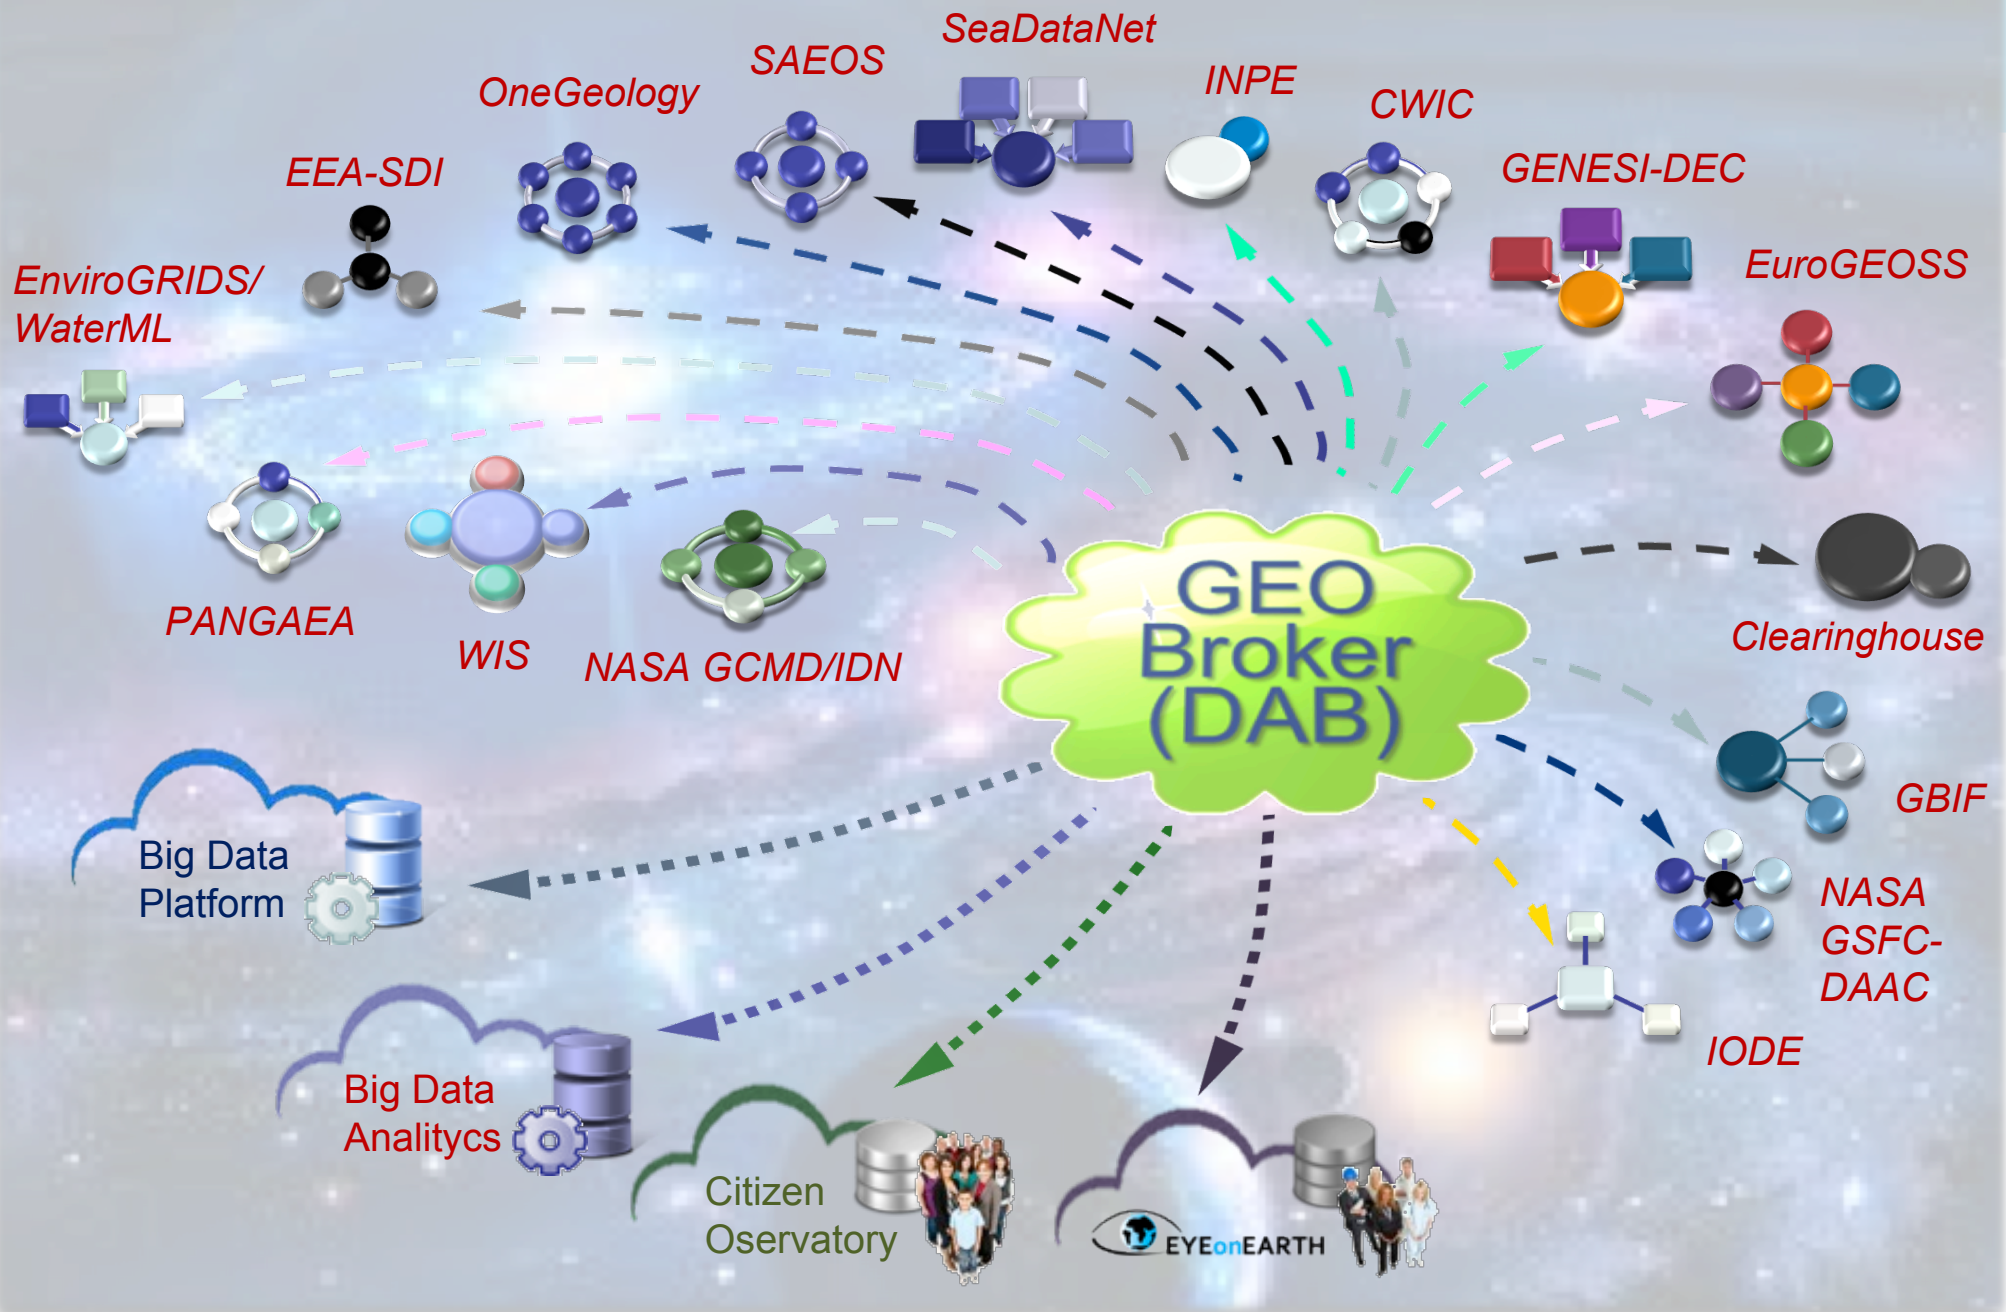 SeaDataNet
SAEOS
INPE
OneGeology
CWIC
EEA-SDI
GENESI-DEC
EnviroGRIDS/
WaterML
EuroGEOSS
PANGAEA
WIS
NASA GCMD/IDN
GEO
Broker
(DAB)
Clearinghouse
GBIF
NASA
GSFC-
DAAC
IODE
Big Data
Platform
Big Data
Analitycs
Citizen
Oservatory
EYEonEARTH